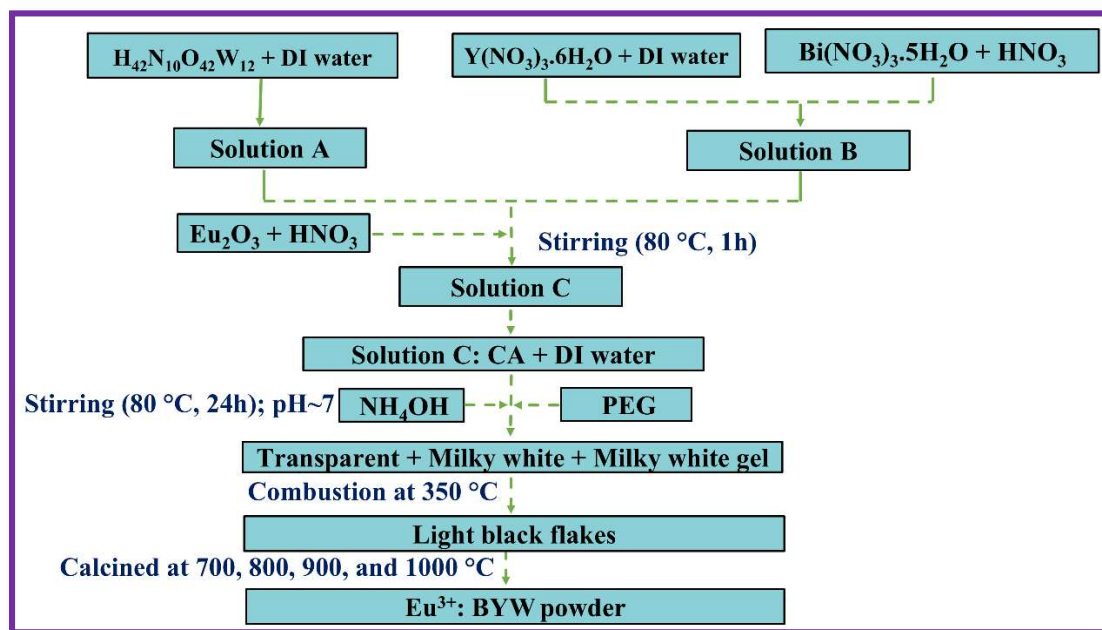 H₄₂N₁₀O₄₂W₁₂ + DI water
Y(NO₃)₃.6H₂O + DI water
Bi(NO₃)₃.5H₂O + HNO₃
Solution A
Solution B
Eu₂O₃ + HNO₃
Stirring (80 °C, 1h)
Solution C
Solution C: CA + DI water
Stirring (80 °C, 24h); pH~7
NH₄OH
PEG
Transparent + Milky white + Milky white gel
Combustion at 350 °C
Light black flakes
Calcined at 700, 800, 900, and 1000 °C
Eu³⁺: BYW powder